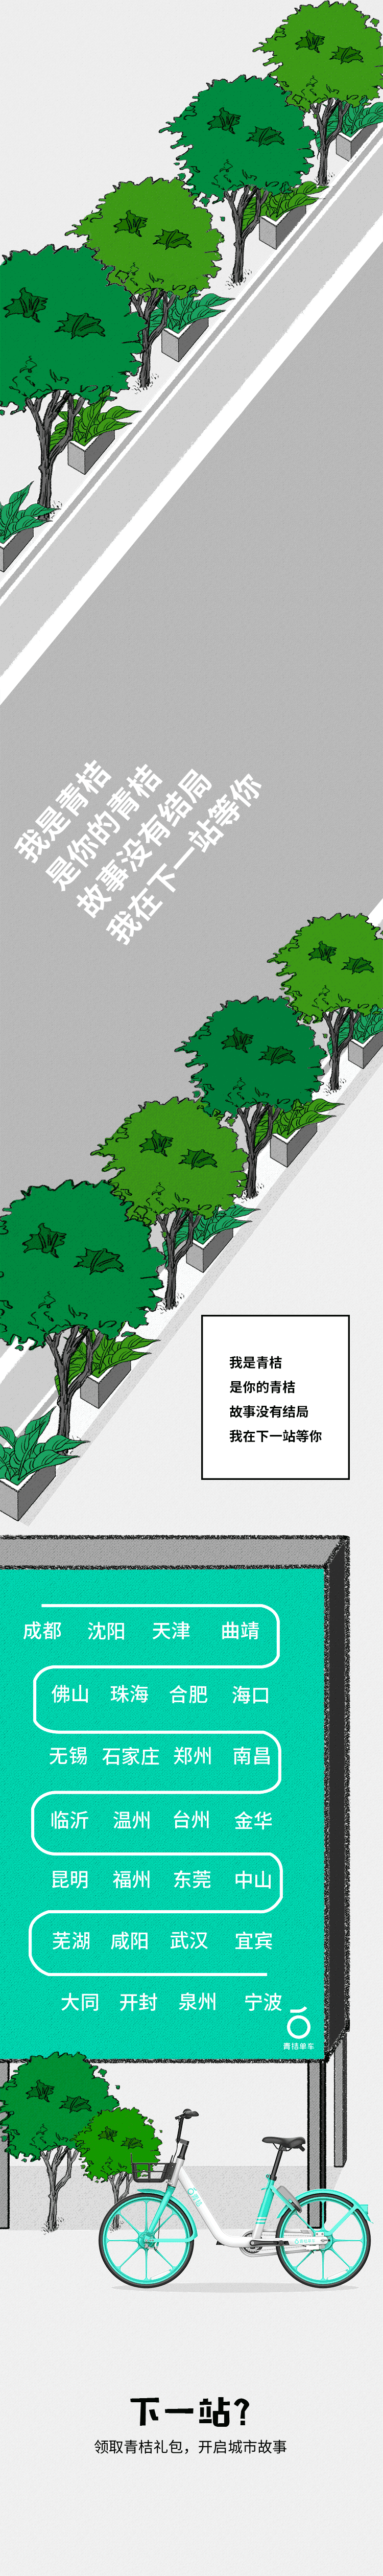 我是青桔
是你的青桔
故事没有结局
我在下一站等你
我是青桔
是你的青桔
故事没有结局
我在下一站等你
成都 沈阳 天津 曲靖
佛山 珠海 合肥 海口
无锡 石家庄 郑州 南昌
临沂 温州 台州 金华
昆明 福州 东莞 中山
芜湖 咸阳 武汉 宜宾
大同 开封 泉州 宁波
青桔单车
下一站?
领取青桔礼包，开启城市故事